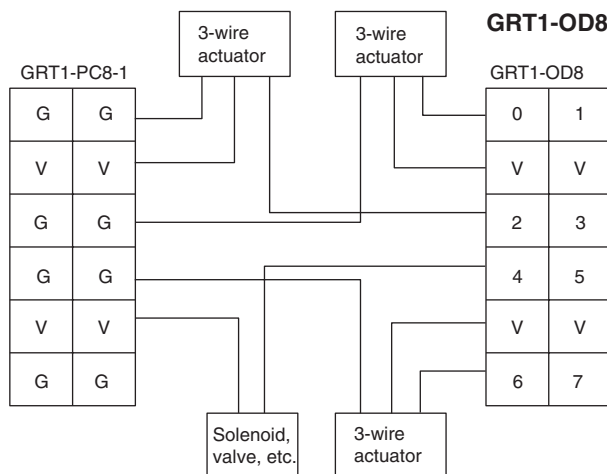 GRT1-OD8
3-wire
actuator
3-wire
actuator
GRT1-PC8-1
GRT1-OD8
G G
V V
G G
G G
V V
G G
0 1
V V
2 3
4 5
V V
6 7
Solenoid,
valve, etc.
3-wire
actuator